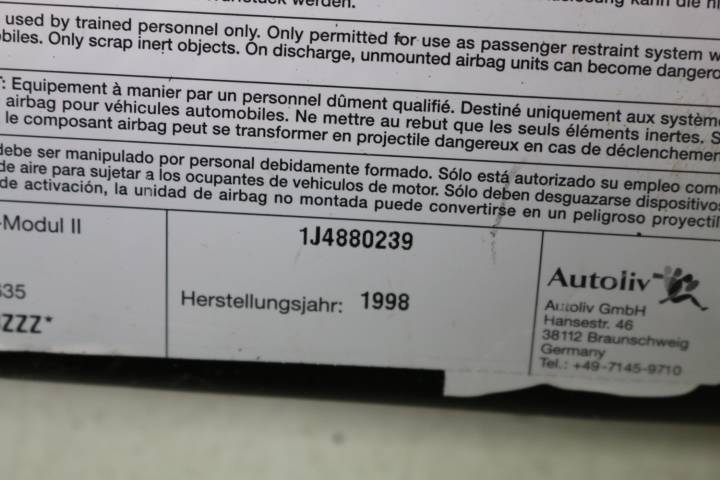 werden.
kann die
used by trained personnel only. Only permitted for use as passenger restraint system
biles. Only scrap inert objects. On discharge, unmounted airbag units can become
: Equipement à manier par un personnel dûment qualifié. Destiné uniquement aux
airbag pour véhicules automobiles. Ne mettre au rebut que les seuls éléments inertes.
le composant airbag peut se transformer en projectile dangereux en cas de
debe ser manipulado por personal debidamente formado. Sólo está autorizado su empleo
de aire para sujetar a los ocupantes de vehiculos de motor. Sólo deben desguazarse
de activación, la unidad de airbag no montada puede convertirse en un peligroso
-Modul II
1J4880239
35
Herstellungsjahr: 1998
ZZZ*
Autoliv
Autoliv GmbH
Hansestr. 46
38112 Braunschweig
Germany
Tel.: +49-7145-9710